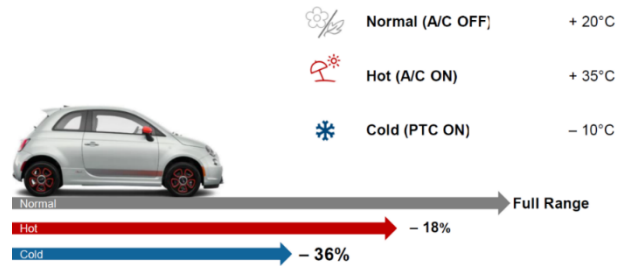 Normal (A/C OFF) + 20°C
Hot (A/C ON) + 35°C
Cold (PTC ON) – 10°C
Normal Full Range
Hot – 18%
Cold – 36%